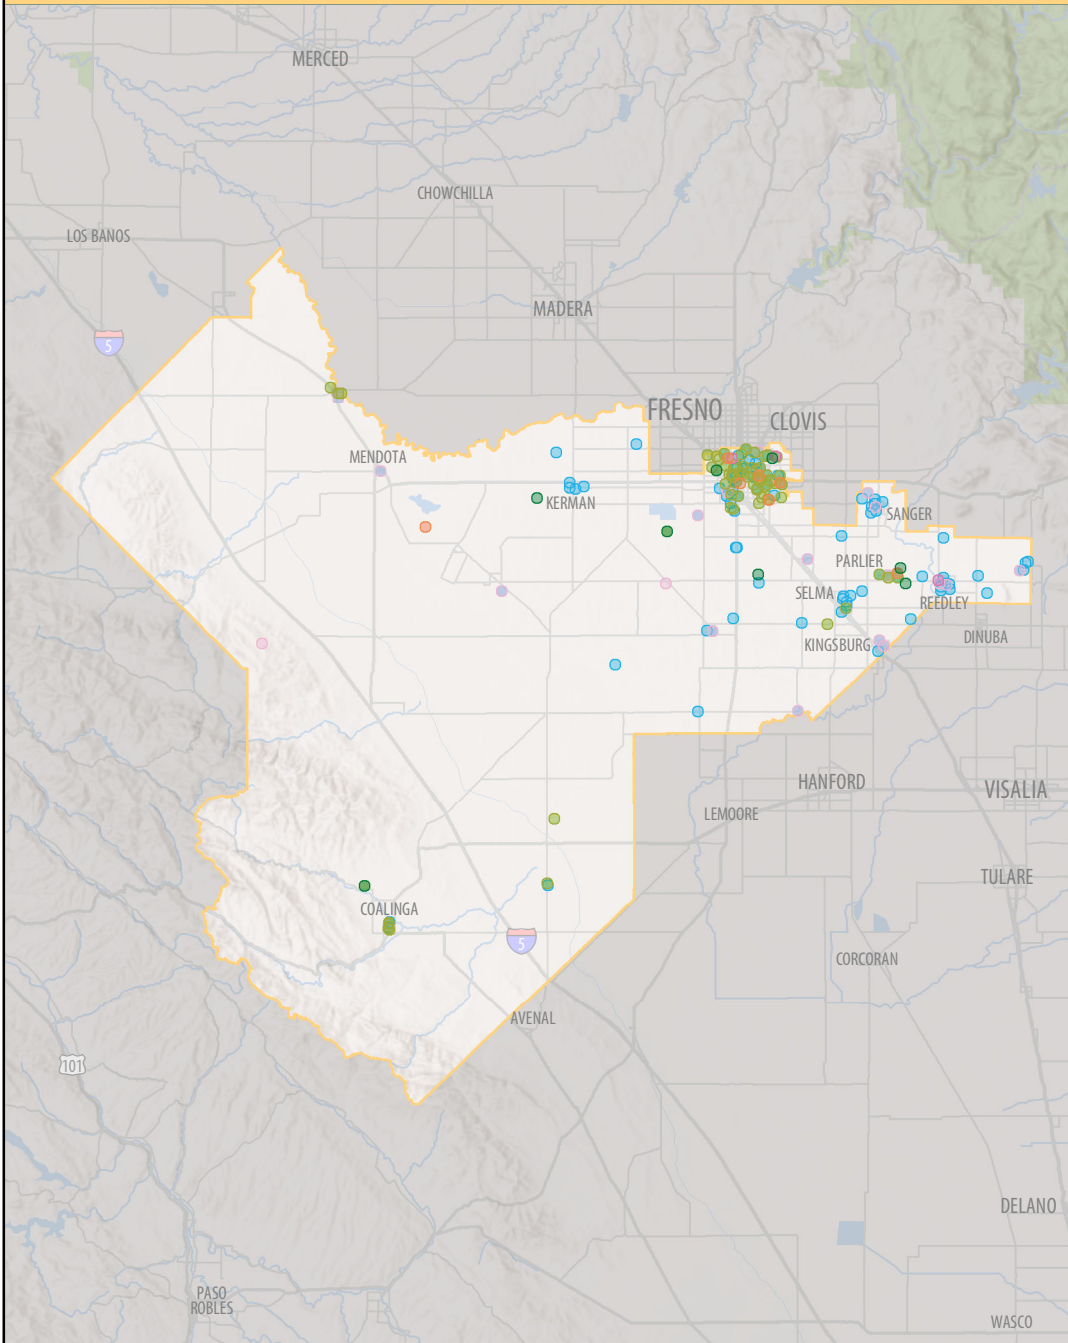 MERCED
CHOWCHILLA
LOS BANOS
MADERA
5
FRESNO
CLOVIS
MENDOTA
KERMAN
SANGER
PARLIER
SELMA
REEDLEY
DINUBA
KINGSBURG
HANFORD
VISALIA
LEMOORE
TULARE
COALINGA
5
CORCORAN
AVENAL
101
DELANO
PASO
ROBLES
WASCO